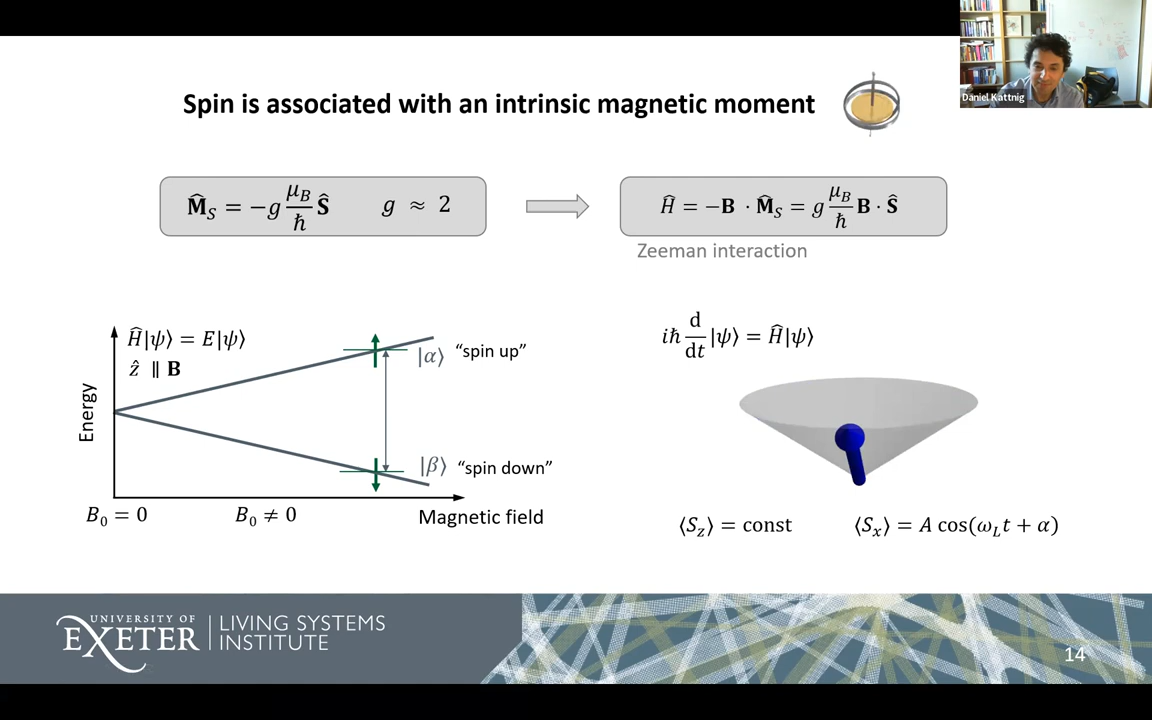 Daniel Kattnig
Spin is associated with an intrinsic magnetic moment
M̂_S = −g μ_B/ħ Ŝ    g ≈ 2
Ĥ = −B · M̂_S = g μ_B/ħ B · Ŝ
Zeeman interaction
Ĥ|ψ⟩ = E|ψ⟩
ẑ ∥ B
Energy
|α⟩ “spin up”
|β⟩ “spin down”
B₀ = 0
B₀ ≠ 0
Magnetic field
iħ d/dt |ψ⟩ = Ĥ|ψ⟩
⟨S_z⟩ = const
⟨S_x⟩ = A cos(ω_L t + α)
UNIVERSITY OF
EXETER
LIVING SYSTEMS
INSTITUTE
14